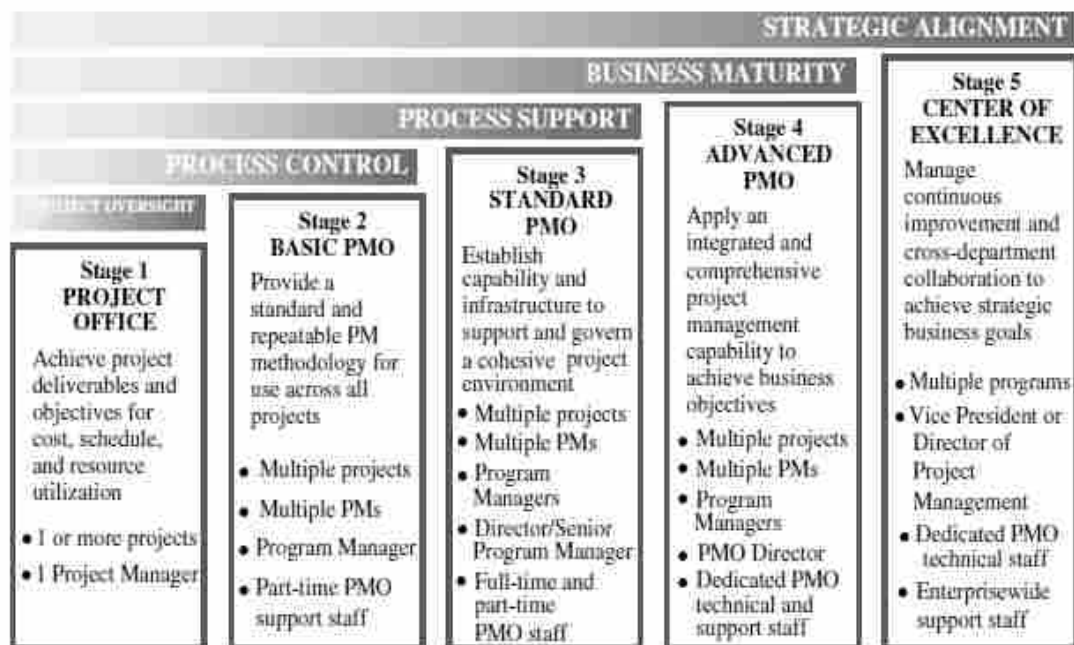 STRATEGIC ALIGNMENT
BUSINESS MATURITY
PROCESS SUPPORT
PROCESS CONTROL
PROJECT OVERSIGHT
Stage 1
PROJECT
OFFICE
Achieve project
deliverables and
objectives for
cost, schedule,
and resource
utilization
• 1 or more projects
• 1 Project Manager
Stage 2
BASIC PMO
Provide a
standard and
repeatable PM
methodology for
use across all
projects
• Multiple projects
• Multiple PMs
• Program Manager
• Part-time PMO
support staff
Stage 3
STANDARD
PMO
Establish
capability and
infrastructure to
support and govern
a cohesive project
environment
• Multiple projects
• Multiple PMs
• Program
Managers
• Director/Senior
Program Manager
• Full-time and
part-time
PMO staff
Stage 4
ADVANCED
PMO
Apply an
integrated and
comprehensive
project
management
capability to
achieve business
objectives
• Multiple projects
• Multiple PMs
• Program
Managers
• PMO Director
• Dedicated PMO
technical and
support staff
Stage 5
CENTER OF
EXCELLENCE
Manage
continuous
improvement and
cross-department
collaboration to
achieve strategic
business goals
• Multiple programs
• Vice President or
Director of
Project
Management
• Dedicated PMO
technical staff
• Enterprisewide
support staff